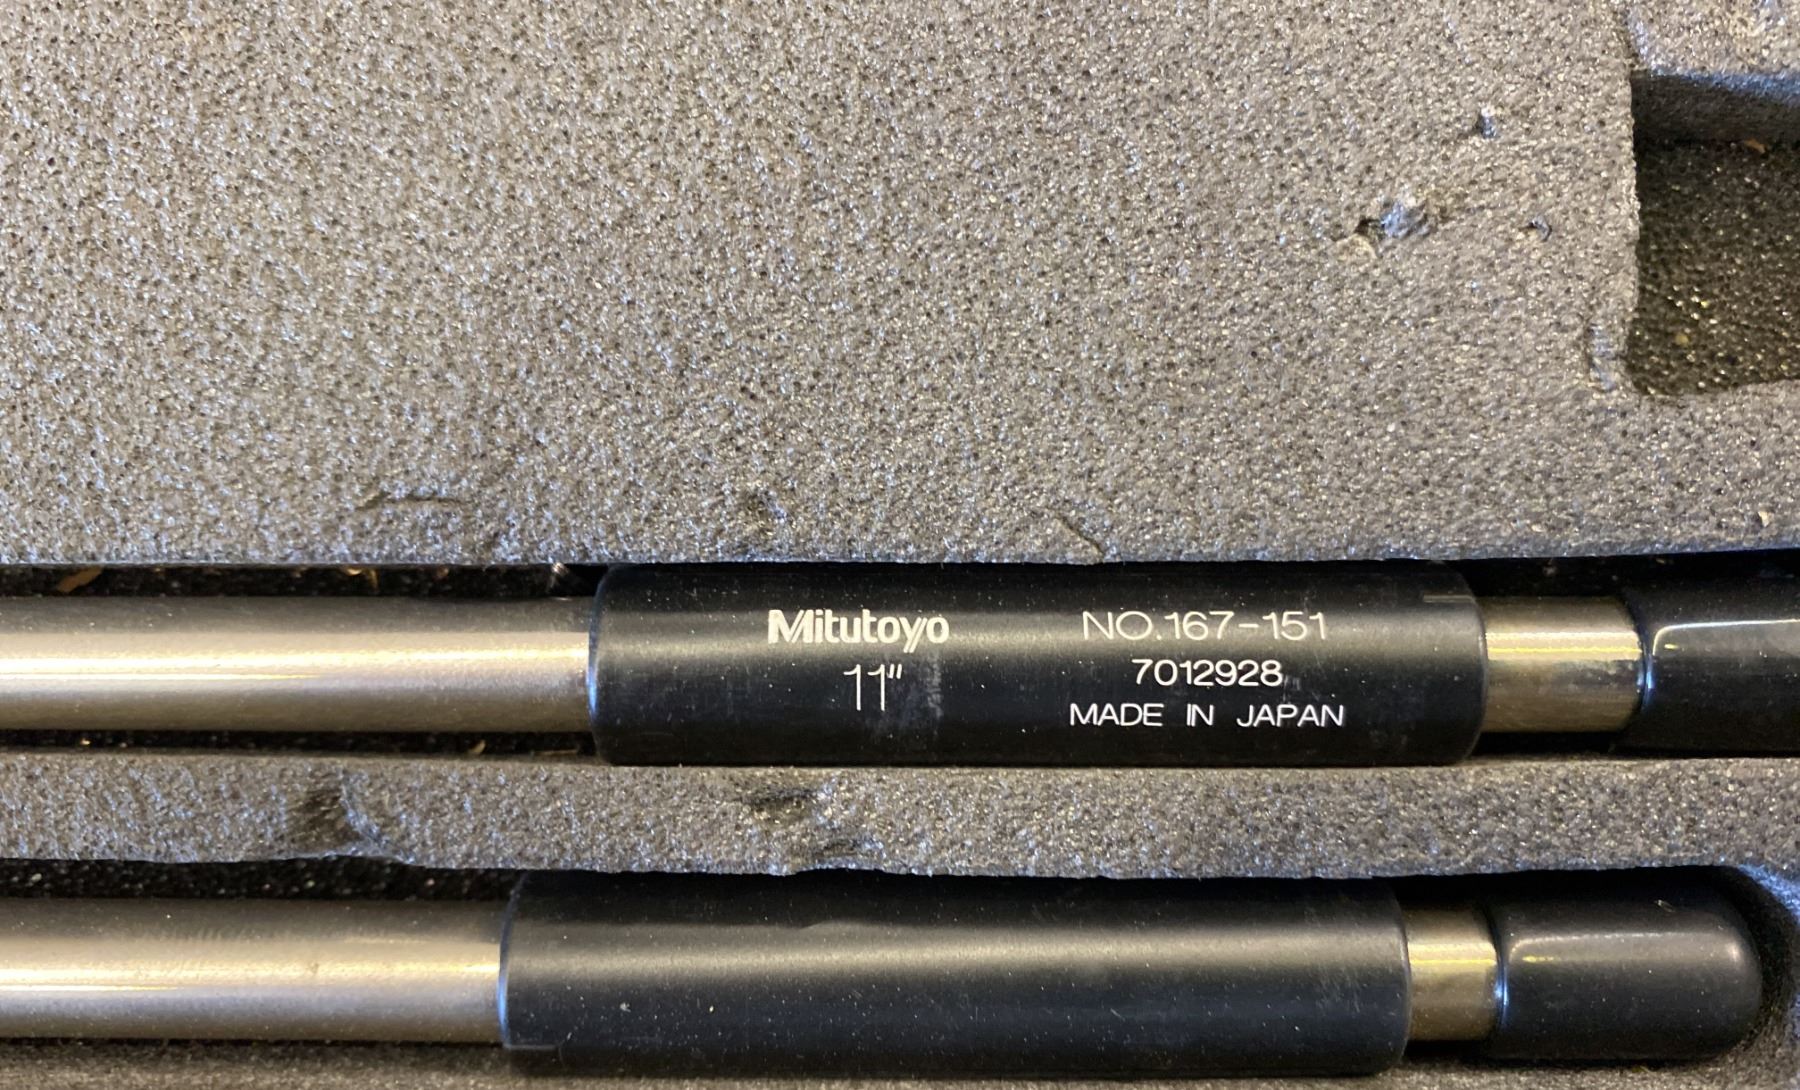 Mitutoyo
11"
NO.167-151
7012928
MADE IN JAPAN